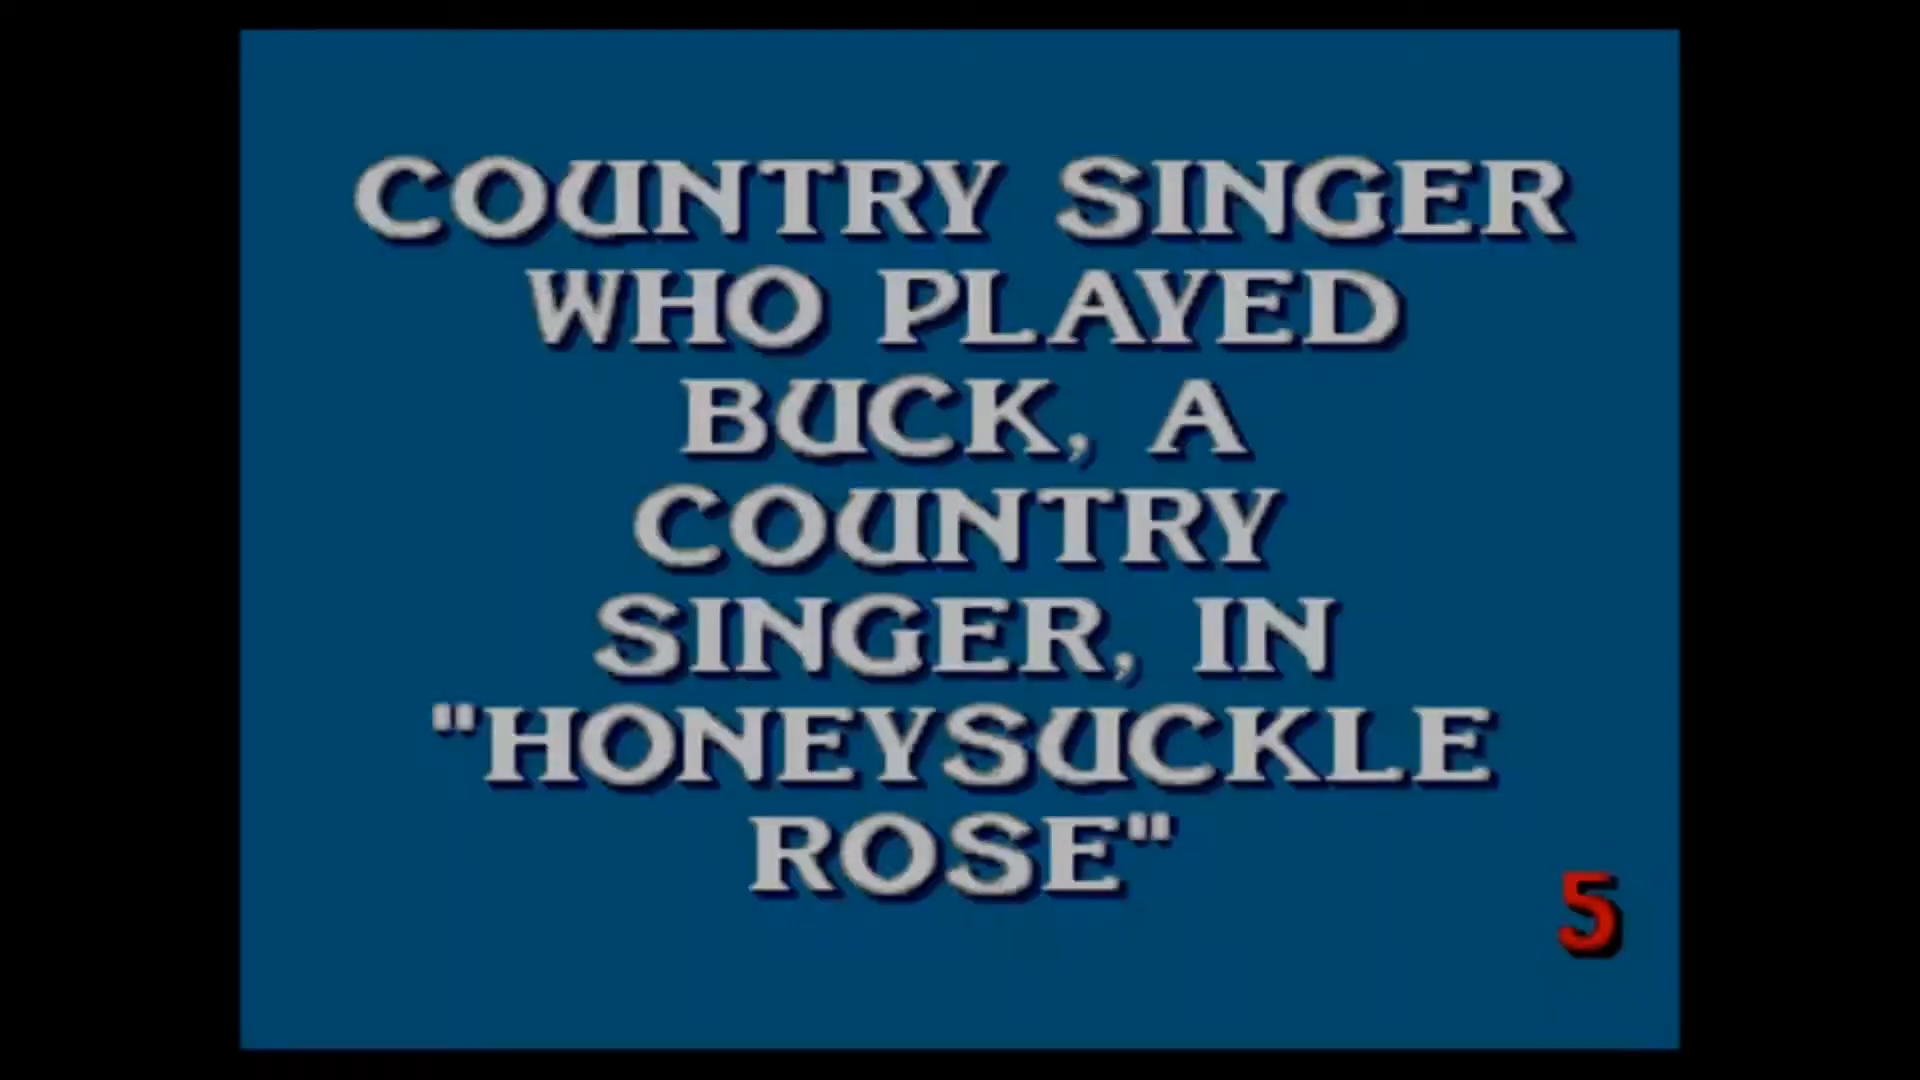 COUNTRY SINGER
WHO PLAYED
BUCK, A
COUNTRY
SINGER, IN
"HONEYSUCKLE
ROSE"
5